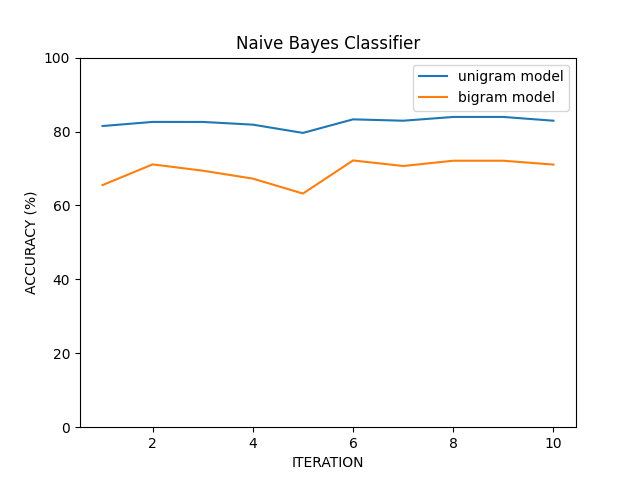 Naive Bayes Classifier
unigram model
bigram model
ACCURACY (%)
100
80
60
40
20
0
2 4 6 8 10
ITERATION